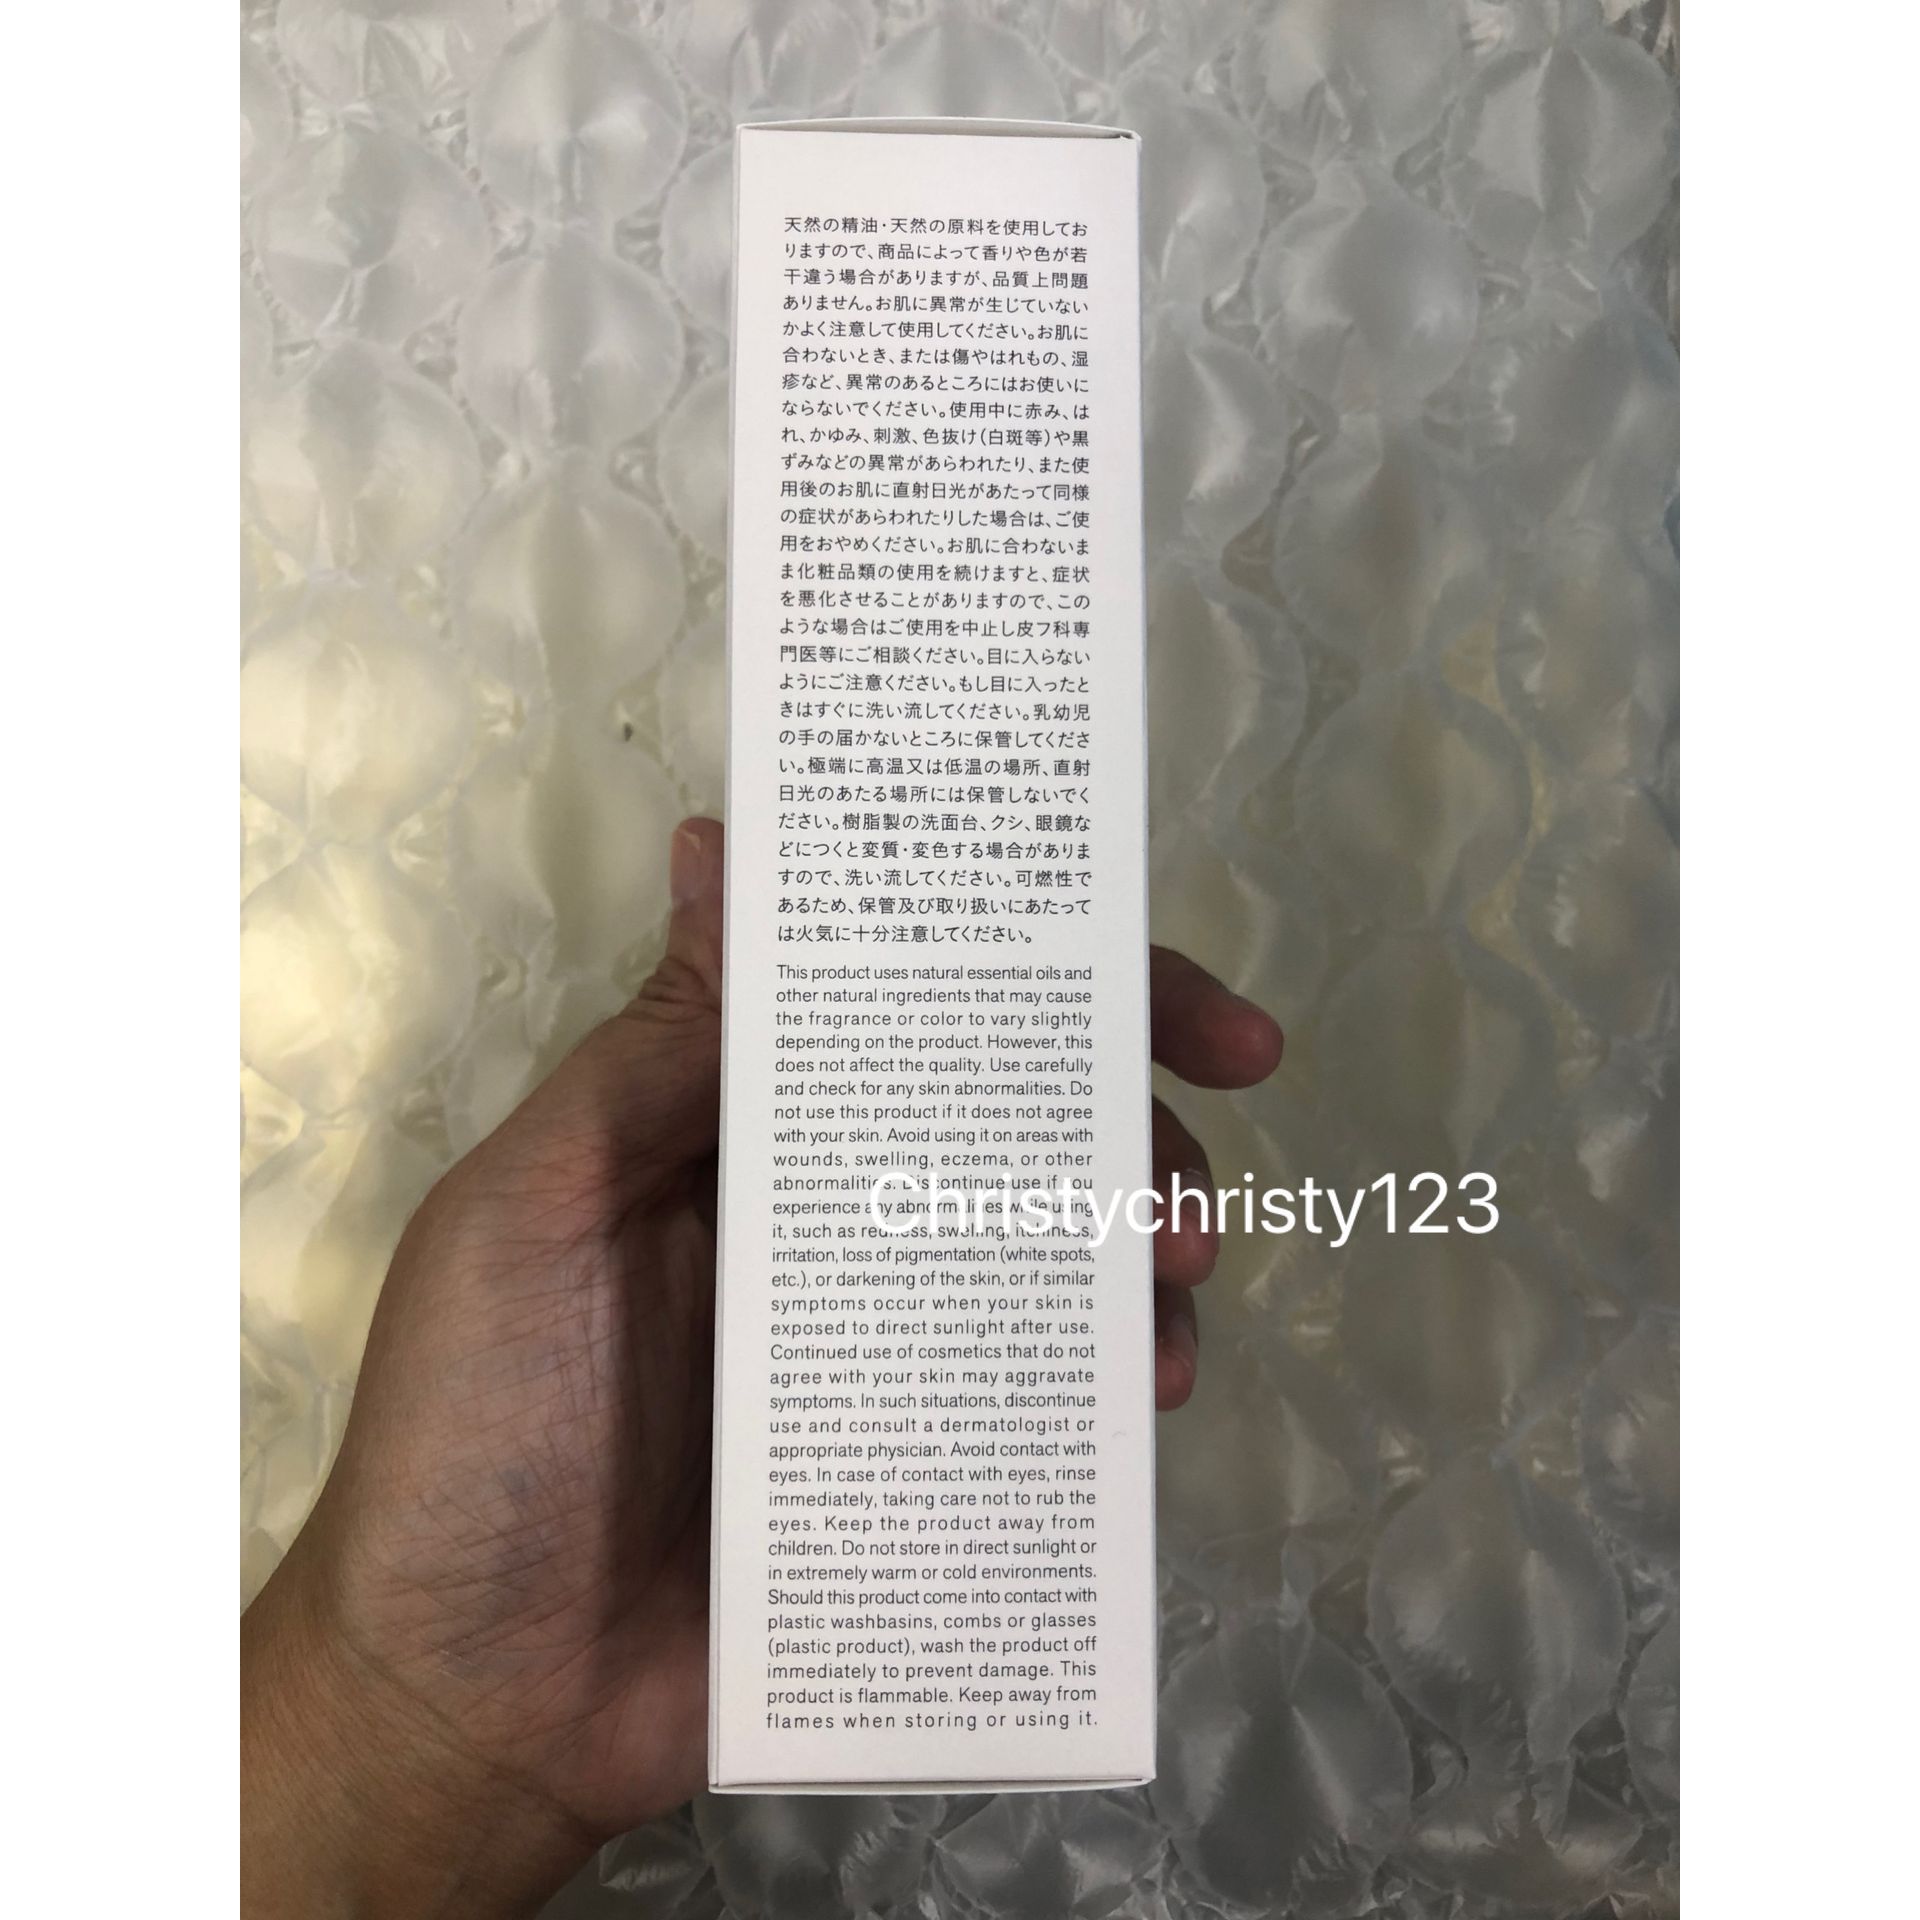 天然の精油・天然の原料を使用してお
りますので、商品によって香りや色が若
干違う場合がありますが、品質上問題
ありません。お肌に異常が生じていない
かよく注意して使用してください。お肌に
合わないとき、または傷やはれもの、湿
疹など、異常のあるところにはお使いに
ならないでください。使用中に赤み、は
れ、かゆみ、刺激、色抜け(白斑等)や黒
ずみなどの異常があらわれたり、また使
用後のお肌に直射日光があたって同様
の症状があらわれたりした場合は、ご使
用をおやめください。お肌に合わないま
ま化粧品類の使用を続けますと、症状
を悪化させることがありますので、この
ような場合はご使用を中止し皮フ科専
門医等にご相談ください。目に入らない
ようにご注意ください。もし目に入ったと
きはすぐに洗い流してください。乳幼児
の手の届かないところに保管してくださ
い。極端に高温又は低温の場所、直射
日光のあたる場所には保管しないでく
ださい。樹脂製の洗面台、クシ、眼鏡な
どにつくと変質・変色する場合がありま
すので、洗い流してください。可燃性で
あるため、保管及び取り扱いにあたって
は火気に十分注意してください。
This product uses natural essential oils and
other natural ingredients that may cause
the fragrance or color to vary slightly
depending on the product. However, this
does not affect the quality. Use carefully
and check for any skin abnormalities. Do
not use this product if it does not agree
with your skin. Avoid using it on areas with
wounds, swelling, eczema, or other
abnormalities. Discontinue use if you
experience any abnormalities while using
it, such as redness, swelling, itchiness,
irritation, loss of pigmentation (white spots,
etc.), or darkening of the skin, or if similar
symptoms occur when your skin is
exposed to direct sunlight after use.
Continued use of cosmetics that do not
agree with your skin may aggravate
symptoms. In such situations, discontinue
use and consult a dermatologist or
appropriate physician. Avoid contact with
eyes. In case of contact with eyes, rinse
immediately, taking care not to rub the
eyes. Keep the product away from
children. Do not store in direct sunlight or
in extremely warm or cold environments.
Should this product come into contact with
plastic washbasins, combs or glasses
(plastic product), wash the product off
immediately to prevent damage. This
product is flammable. Keep away from
flames when storing or using it.
Christychristy123